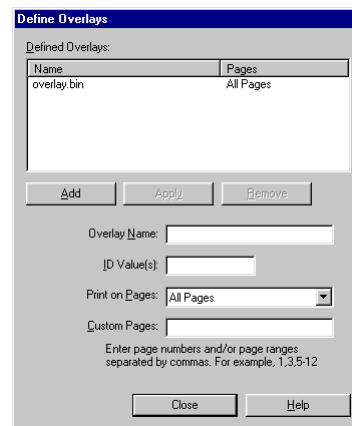 Define Overlays
Defined Overlays:
Name Pages
overlay.bin All Pages
Add Apply Remove
Overlay Name:
ID Value(s):
Print on Pages: All Pages
Custom Pages:
Enter page numbers and/or page ranges
separated by commas. For example, 1,3,5-12
Close Help